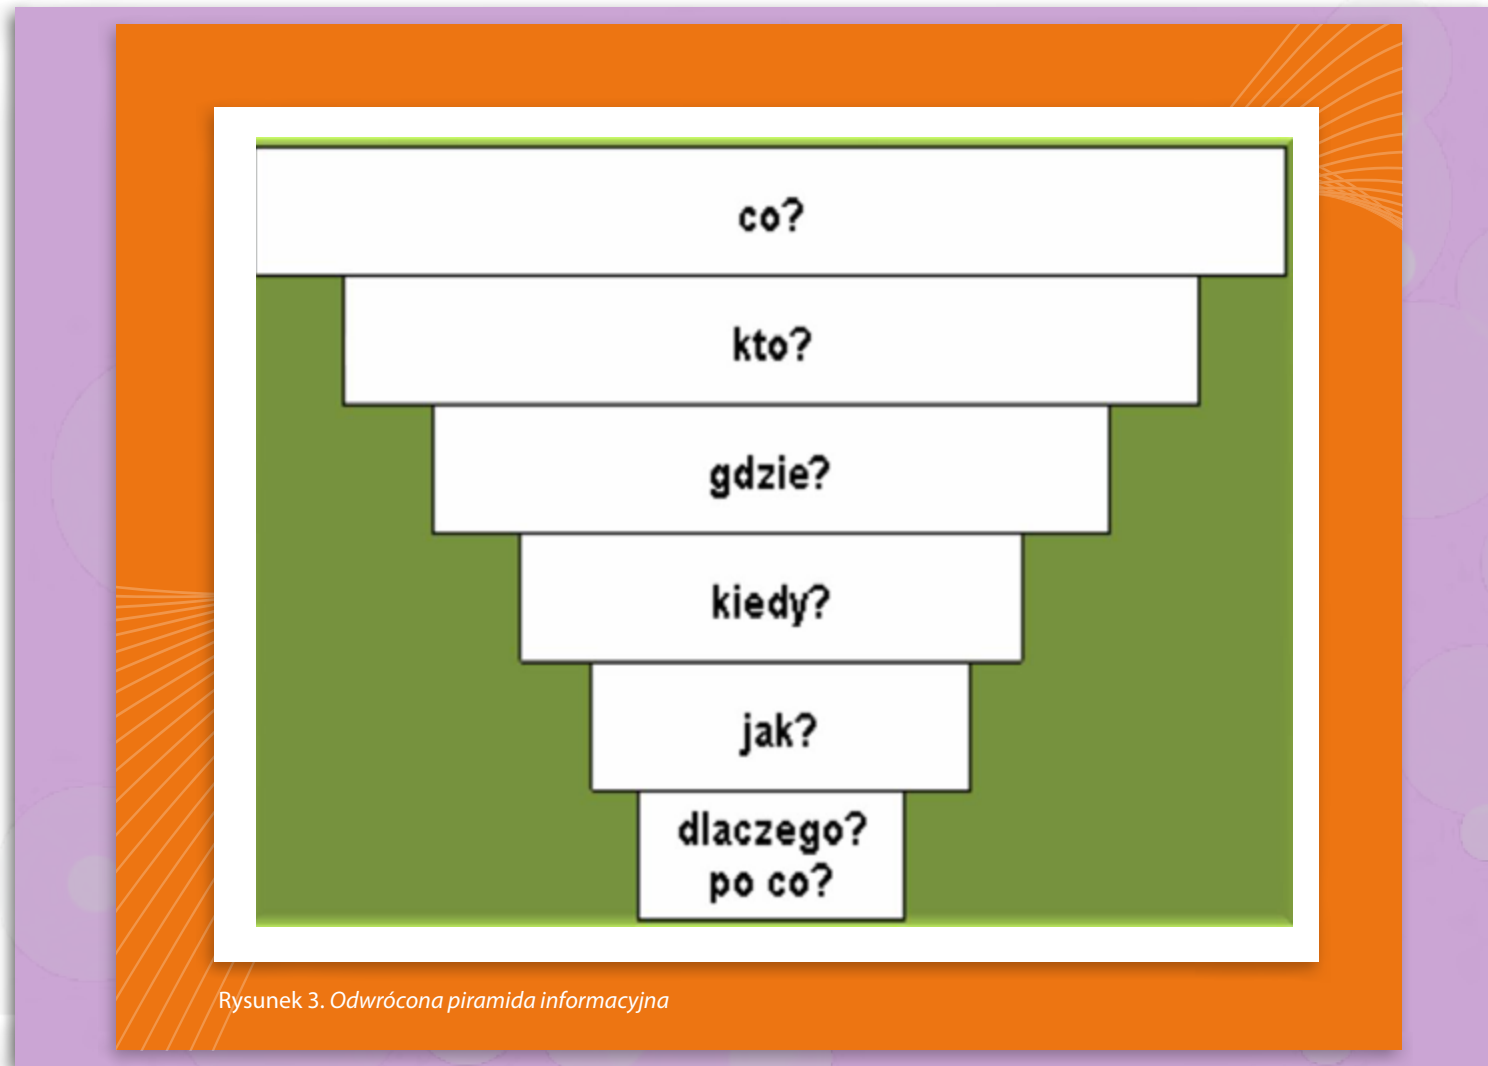 co?
kto?
gdzie?
kiedy?
jak?
dlaczego?
po co?
Rysunek 3. Odwrócona piramida informacyjna